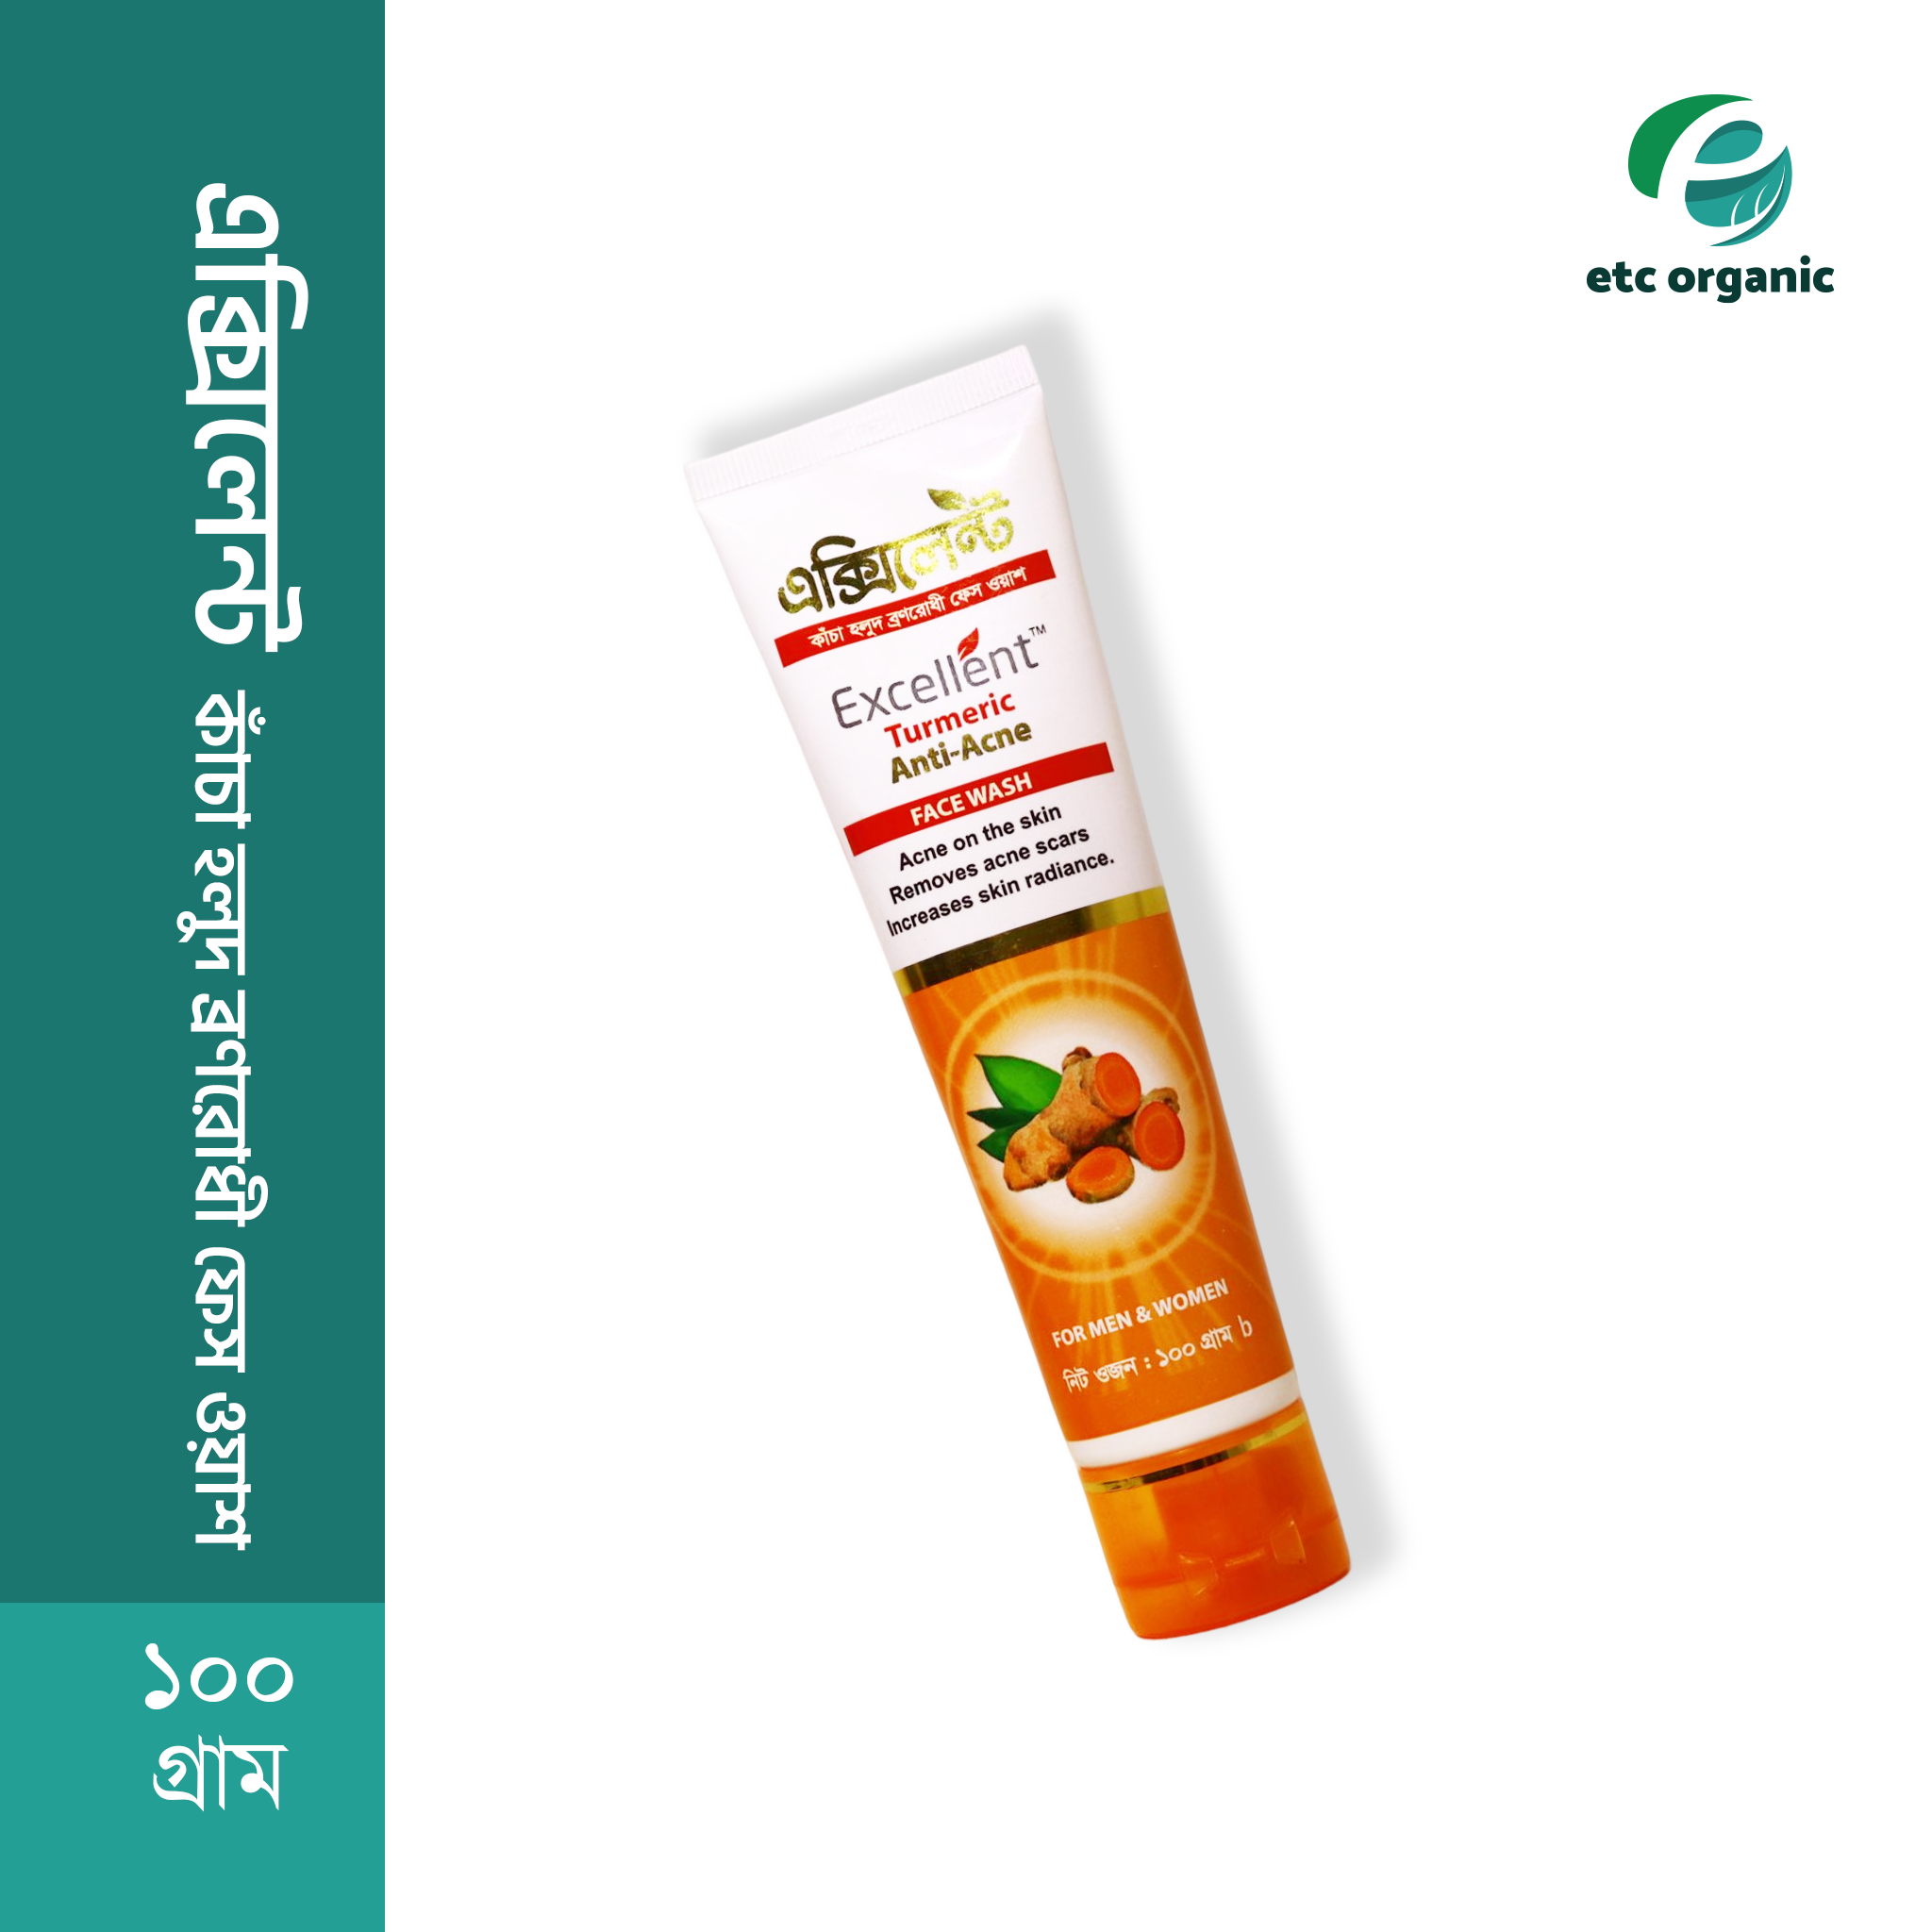 এক্সিলেন্ট কাঁচা হলুদ ব্রণরোধী ফেস ওয়াশ
১০০
গ্রাম
etc organic
এক্সিলেন্ট
কাঁচা হলুদ ব্রণরোধী ফেস ওয়াশ
Excellent™
Turmeric
Anti-Acne
FACE WASH
Acne on the skin
Removes acne scars
Increases skin radiance.
FOR MEN & WOMEN
নিট ওজন : ১০০ গ্রাম b